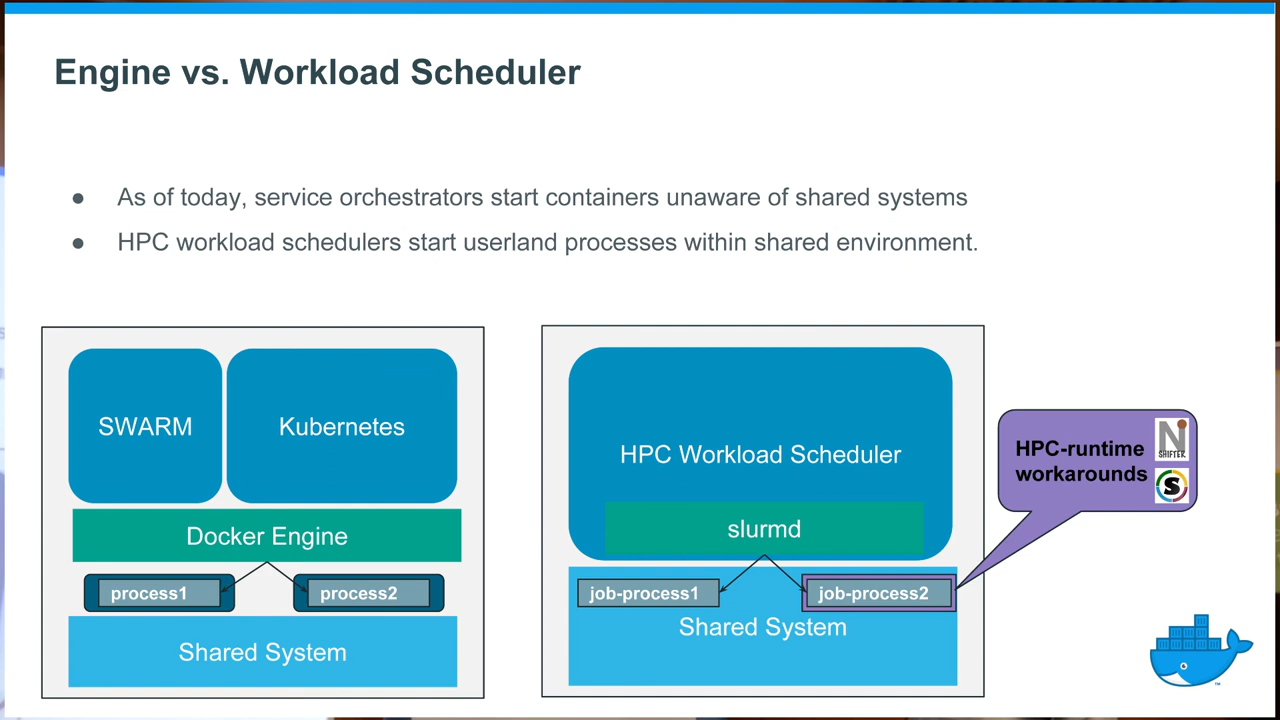 Engine vs. Workload Scheduler
● As of today, service orchestrators start containers unaware of shared systems
● HPC workload schedulers start userland processes within shared environment.
SWARM
Kubernetes
Docker Engine
process1
process2
Shared System
HPC Workload Scheduler
slurmd
job-process1
job-process2
Shared System
HPC-runtime
workarounds
N
SHIFTER
S